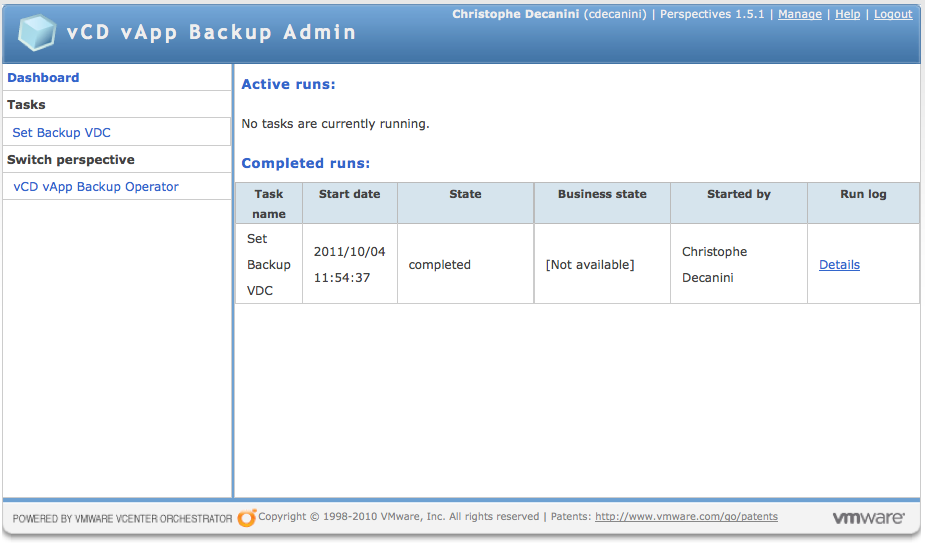 Christophe Decanini (cdecanini) | Perspectives 1.5.1 | Manage | Help | Logout
vCD vApp Backup Admin
Dashboard
Tasks
Set Backup VDC
Switch perspective
vCD vApp Backup Operator
Active runs:
No tasks are currently running.
Completed runs:
Task name Start date State Business state Started by Run log
Set Backup VDC 2011/10/04 11:54:37 completed [Not available] Christophe Decanini Details
POWERED BY VMWARE VCENTER ORCHESTRATOR Copyright © 1998-2010 VMware, Inc. All rights reserved | Patents: http://www.vmware.com/go/patents vmware